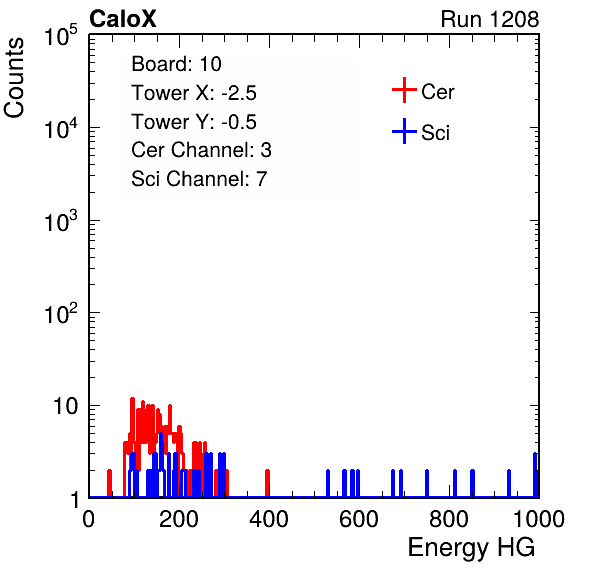 CaloX Run 1208
Counts
Board: 10
Tower X: -2.5
Tower Y: -0.5
Cer Channel: 3
Sci Channel: 7
Cer
Sci
10^5
10^4
10^3
10^2
10
1
0 200 400 600 800 1000
Energy HG